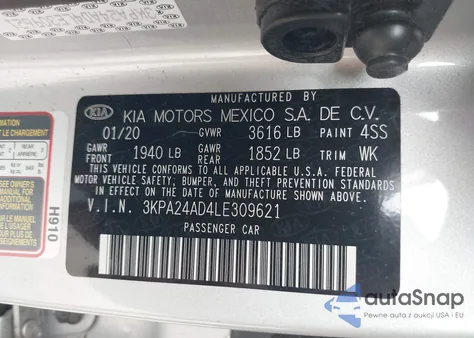 MANUFACTURED BY
KIA KIA MOTORS MEXICO S.A. DE C.V.
01/20 GVWR 3616 LB PAINT 4SS
GAWR FRONT 1940 LB GAWR REAR 1852 LB TRIM WK
THIS VEHICLE CONFORMS TO ALL APPLICABLE U.S. FEDERAL
MOTOR VEHICLE SAFETY, BUMPER, AND THEFT PREVENTION
STANDARDS IN EFFECT ON THE DATE OF MANUFACTURE SHOWN ABOVE.
V.I.N. 3KPA24AD4LE309621
PASSENGER CAR
H910
autoSnap
Pewne auta z aukcji USA i EU